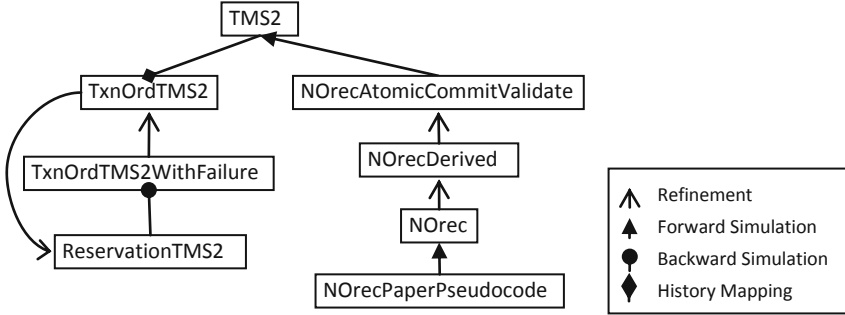 TMS2
TxnOrdTMS2
NOrecAtomicCommitValidate
TxnOrdTMS2WithFailure
NOrecDerived
ReservationTMS2
NOrec
NOrecPaperPseudocode
Refinement
Forward Simulation
Backward Simulation
History Mapping